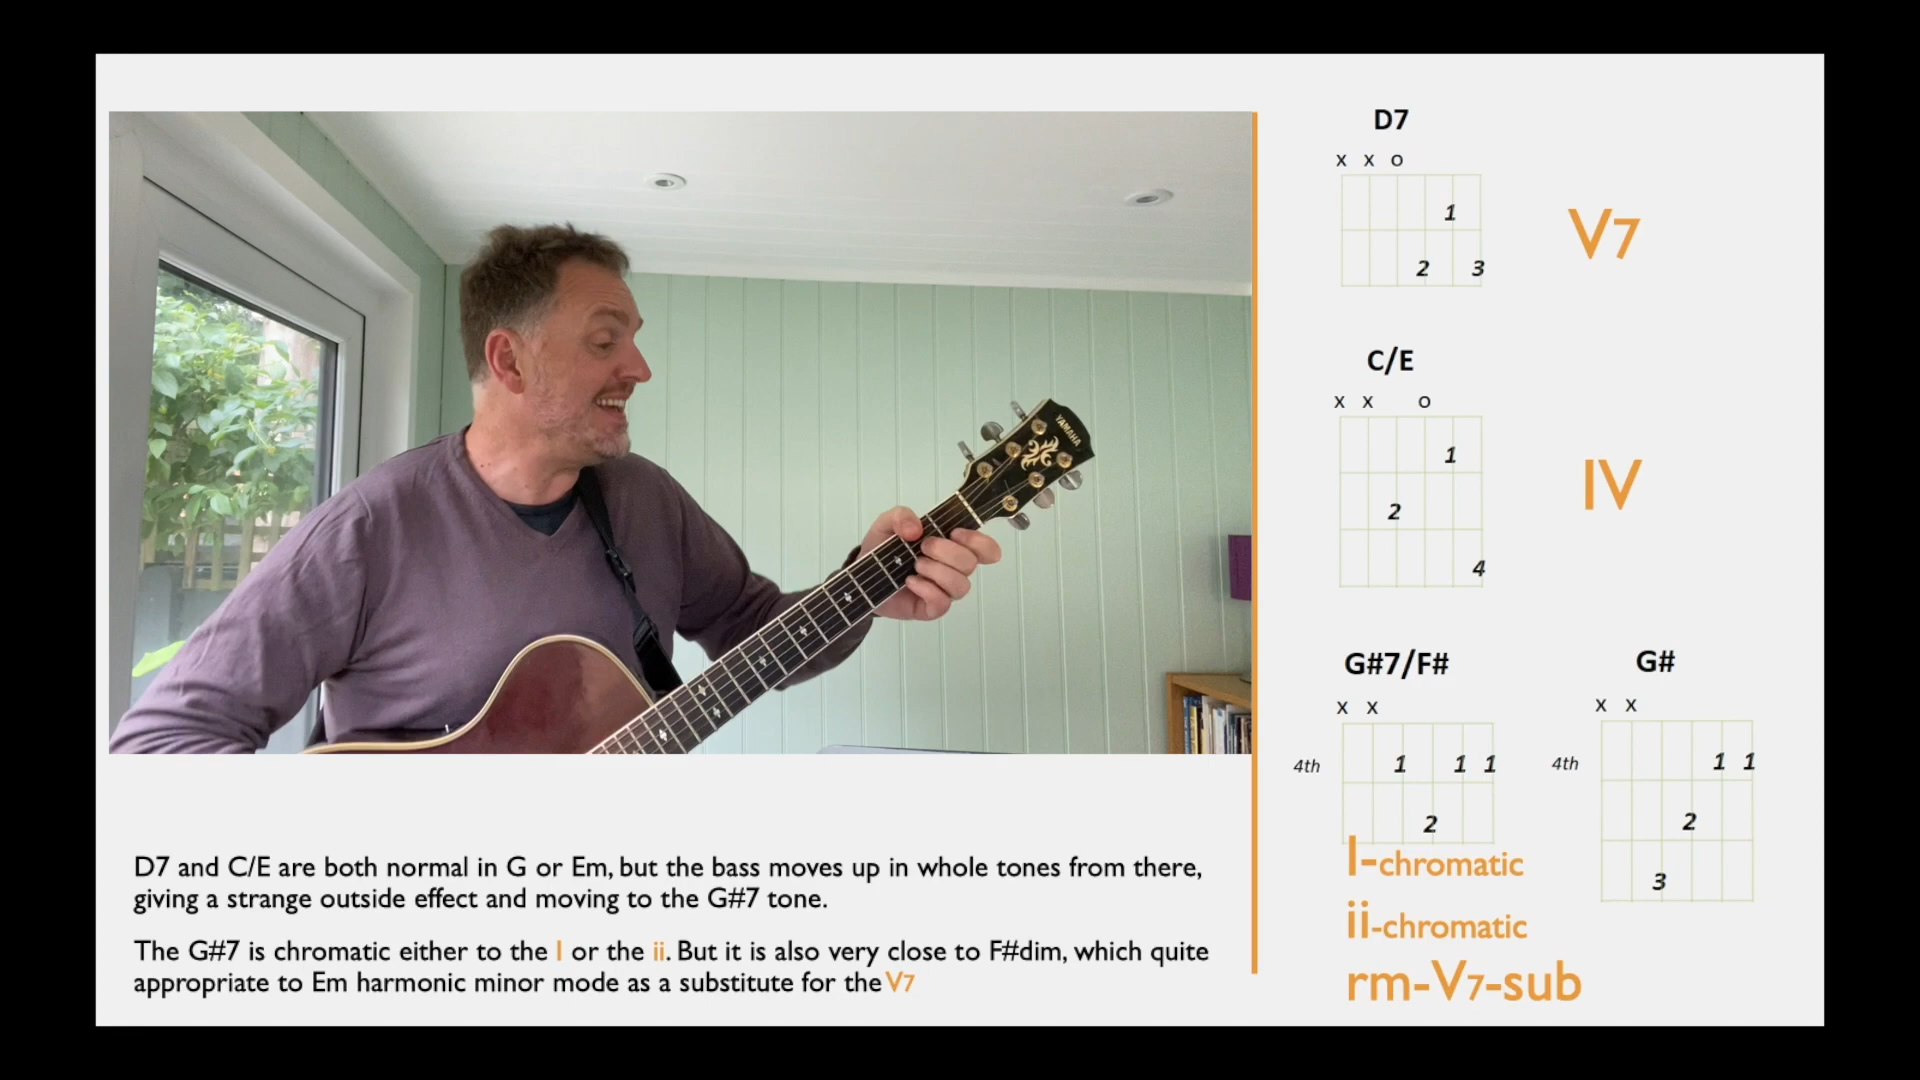 YAMAHA
D7 and C/E are both normal in G or Em, but the bass moves up in whole tones from there,
giving a strange outside effect and moving to the G#7 tone.
The G#7 is chromatic either to the I or the ii. But it is also very close to F#dim, which quite
appropriate to Em harmonic minor mode as a substitute for the V7
D7
x x o
1
2 3
V7
C/E
x x o
1
2
4
IV
G#7/F#
x x
4th 1 1 1
2
I-chromatic
ii-chromatic
rm-V7-sub
G#
x x
4th 1 1
2
3